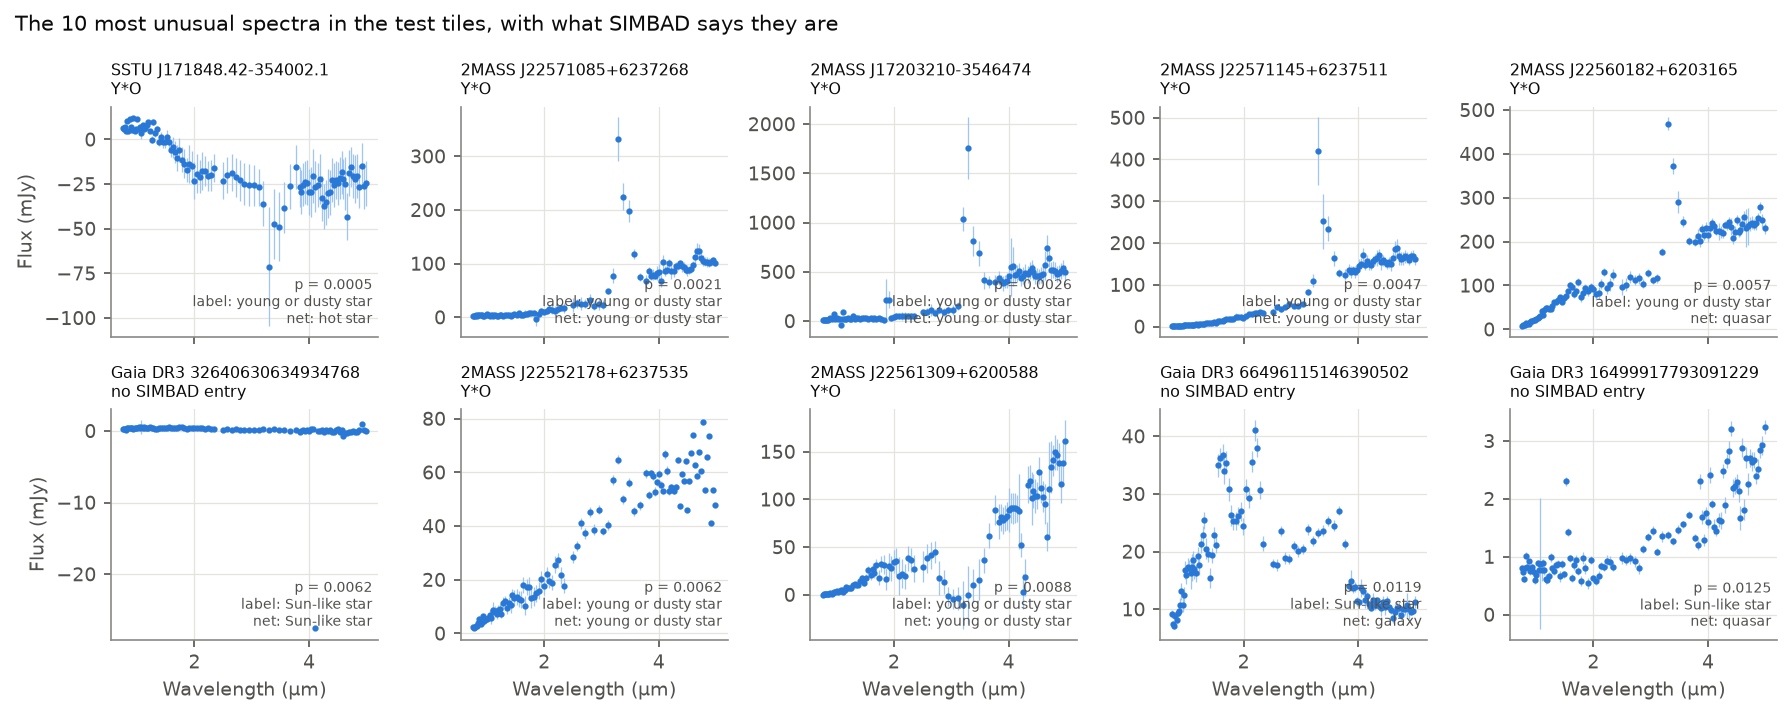 The 10 most unusual spectra in the test tiles, with what SIMBAD says they are
SSTU J171848.42-354002.1
Y*O
0
−25
−50
−75
−100
Flux (mJy)
p = 0.0005
label: young or dusty star
net: hot star
2MASS J22571085+6237268
Y*O
300
200
100
0
p = 0.0021
label: young or dusty star
net: young or dusty star
2MASS J17203210-3546474
Y*O
2000
1500
1000
500
0
p = 0.0026
label: young or dusty star
net: young or dusty star
2MASS J22571145+6237511
Y*O
500
400
300
200
100
0
p = 0.0047
label: young or dusty star
net: young or dusty star
2MASS J22560182+6203165
Y*O
500
400
300
200
100
0
p = 0.0057
label: young or dusty star
net: quasar
Gaia DR3 32640630634934768
no SIMBAD entry
0
−10
−20
Flux (mJy)
p = 0.0062
label: Sun-like star
net: Sun-like star
2 4
Wavelength (μm)
2MASS J22552178+6237535
Y*O
80
60
40
20
0
p = 0.0062
label: young or dusty star
net: young or dusty star
2 4
Wavelength (μm)
2MASS J22561309+6200588
Y*O
150
100
50
0
p = 0.0088
label: young or dusty star
net: young or dusty star
2 4
Wavelength (μm)
Gaia DR3 66496115146390502
no SIMBAD entry
40
30
20
10
p = 0.0119
label: Sun-like star
net: galaxy
2 4
Wavelength (μm)
Gaia DR3 16499917793091229
no SIMBAD entry
3
2
1
0
p = 0.0125
label: Sun-like star
net: quasar
2 4
Wavelength (μm)